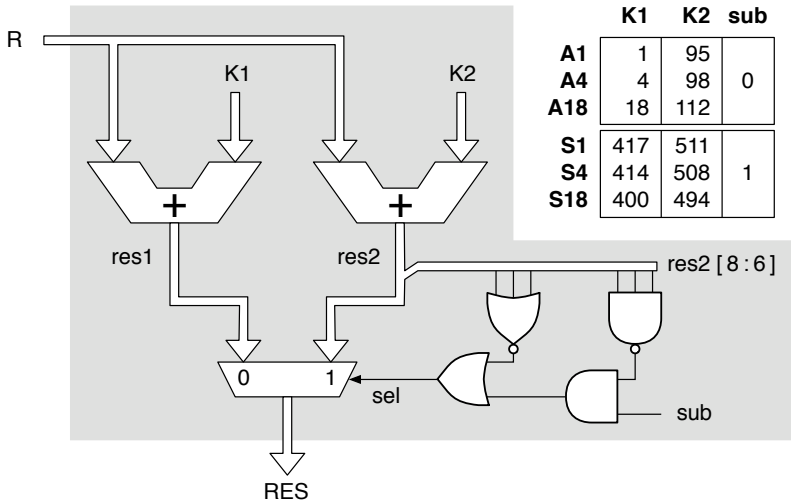 K1 K2 sub
A1 1 95
A4 4 98 0
A18 18 112
S1 417 511
S4 414 508 1
S18 400 494
R
K1
K2
+
+
res1
res2
res2 [ 8 : 6 ]
0 1
sel
sub
RES